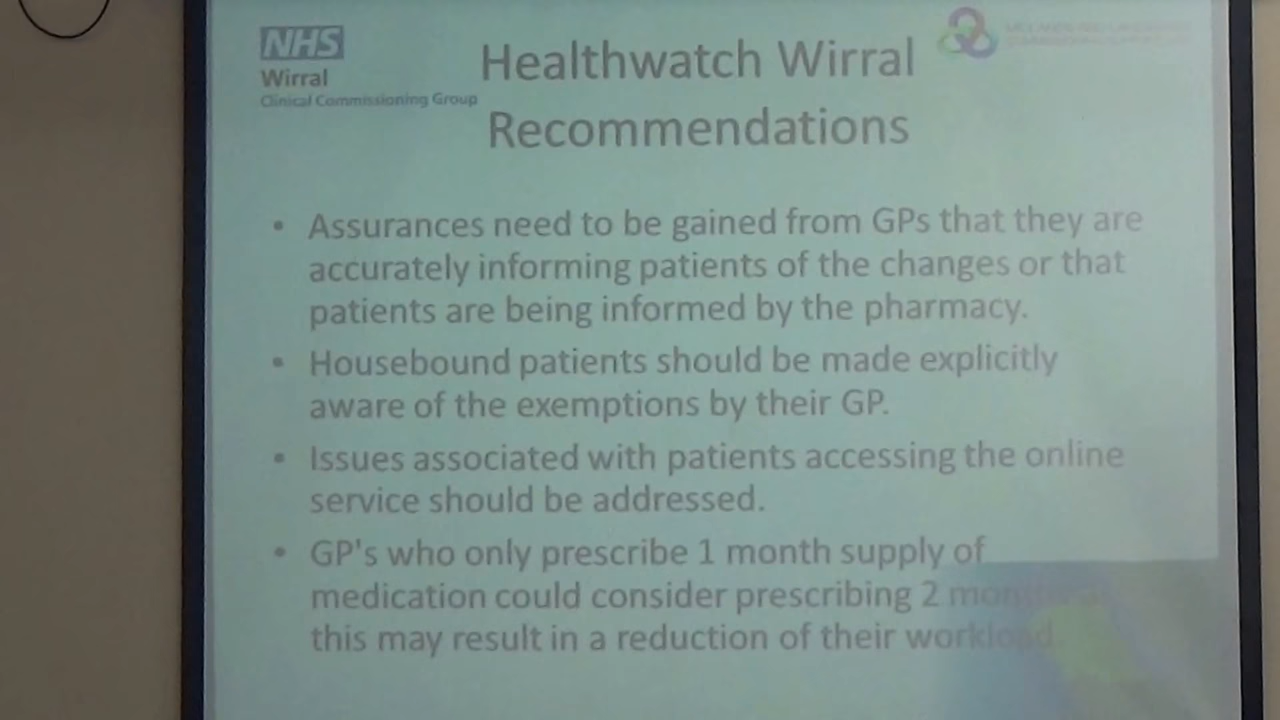 NHS
Wirral
Clinical Commissioning Group
Healthwatch Wirral
Recommendations
• Assurances need to be gained from GPs that they are
accurately informing patients of the changes or that
patients are being informed by the pharmacy.
• Housebound patients should be made explicitly
aware of the exemptions by their GP.
• Issues associated with patients accessing the online
service should be addressed.
• GP's who only prescribe 1 month supply of
medication could consider prescribing 2
this may result in a reduction of their workload